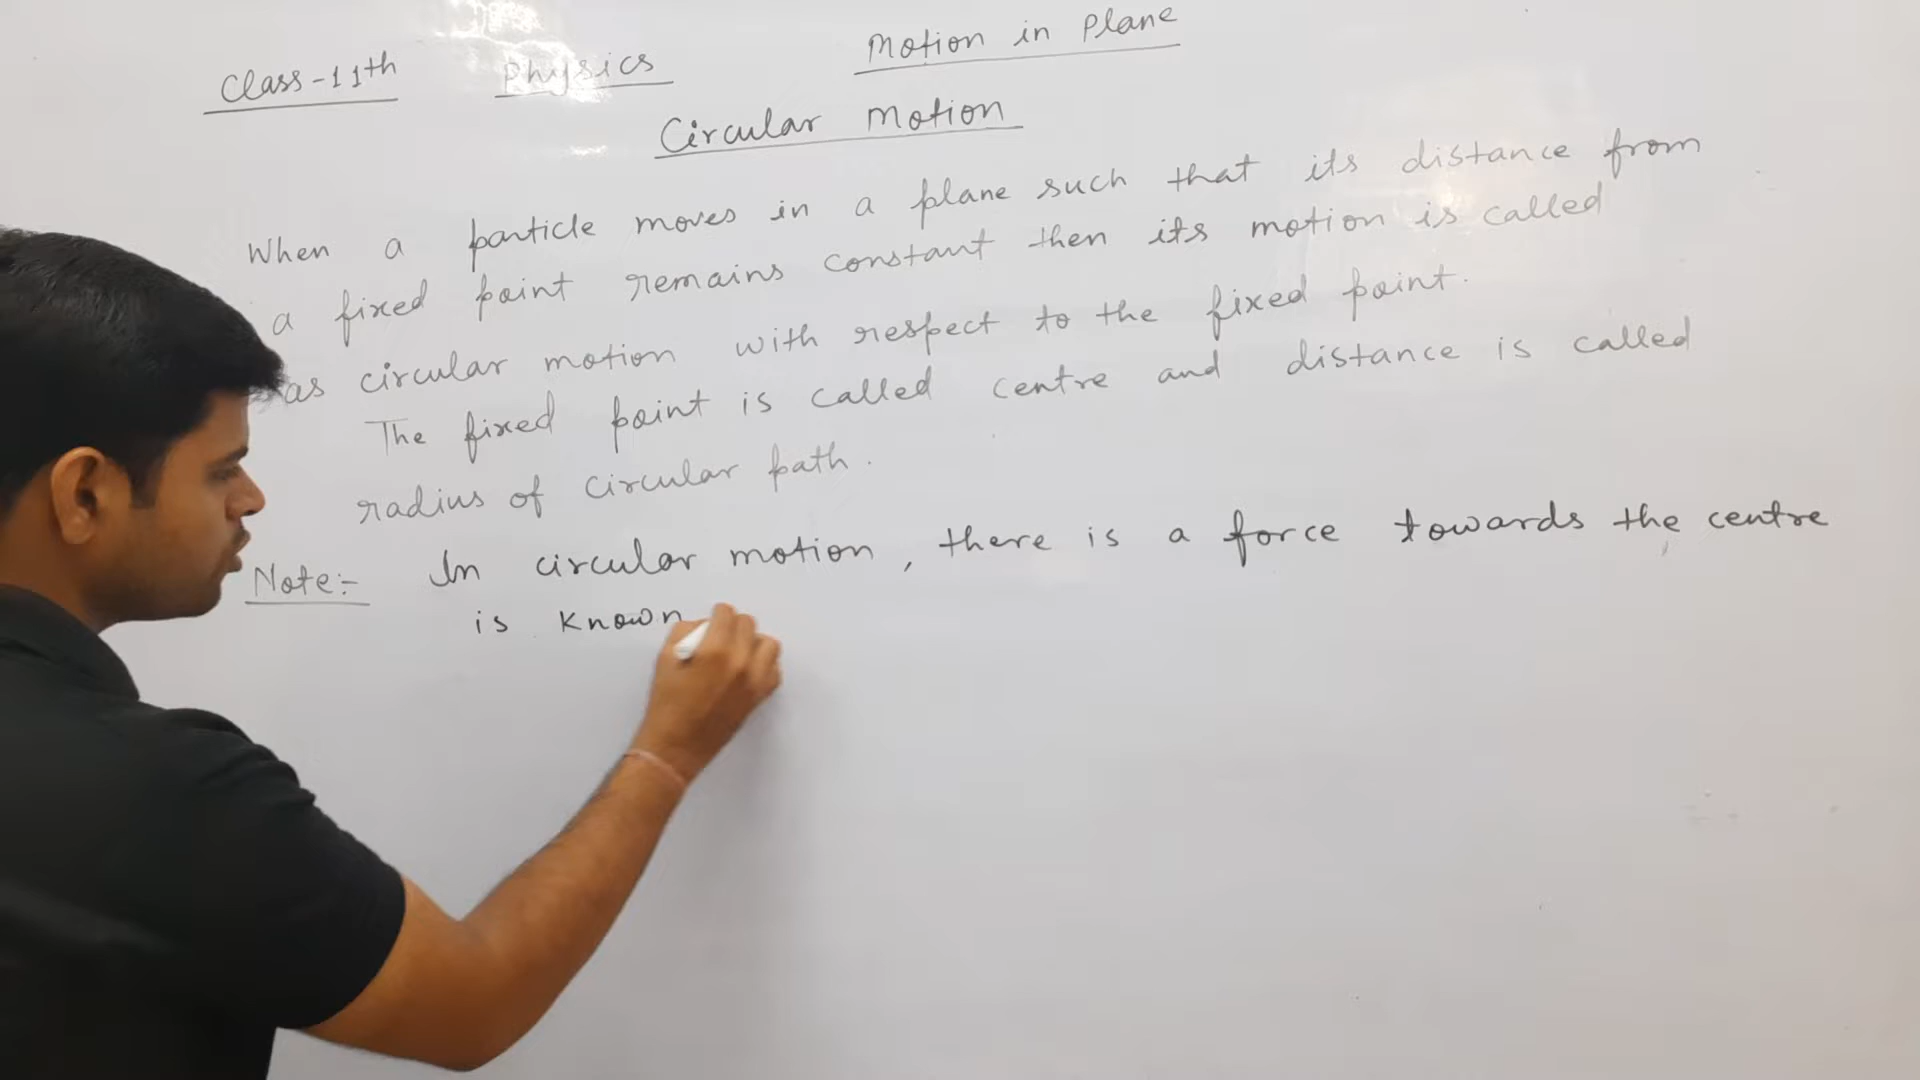 Class-11th Physics Motion in Plane
Circular Motion
When a particle moves in a plane such that its distance from
a fixed point remains constant then its motion is called
as circular motion with respect to the fixed point.
The fixed point is called centre and distance is called
radius of circular path.
Note:- In circular motion, there is a force towards the centre
is known